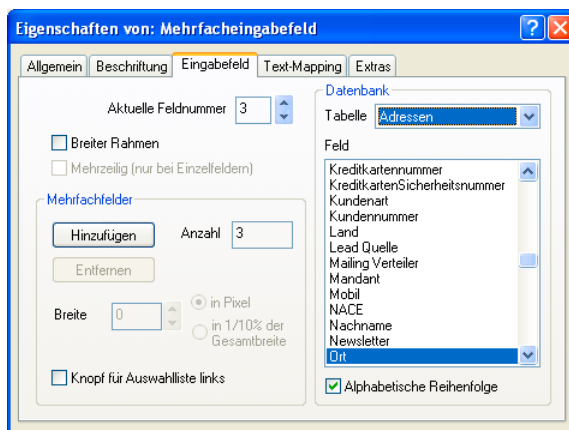 Eigenschaften von: Mehrfacheingabefeld
Allgemein Beschriftung Eingabefeld Text-Mapping Extras
Aktuelle Feldnummer 3
Breiter Rahmen
Mehrzeilig (nur bei Einzelfeldern)
Mehrfachfelder
Hinzufügen Anzahl 3
Entfernen
Breite 0
in Pixel
in 1/10% der
Gesamtbreite
Knopf für Auswahlliste links
Datenbank
Tabelle Adressen
Feld
Kreditkartennummer
KreditkartenSicherheitsnummer
Kundenart
Kundennummer
Land
Lead Quelle
Mailing Verteiler
Mandant
Mobil
NACE
Nachname
Newsletter
Ort
Alphabetische Reihenfolge